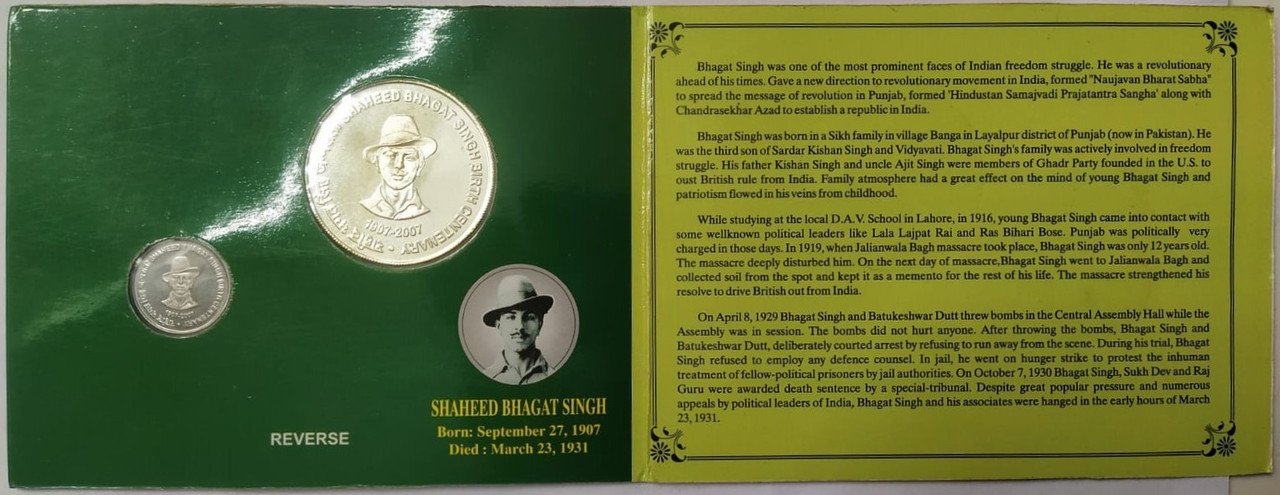 SHAHEED BHAGAT SINGH BIRTH CENTENARY
1907-2007
1907-2007
SHAHEED BHAGAT SINGH
Born: September 27, 1907
Died : March 23, 1931
REVERSE
Bhagat Singh was one of the most prominent faces of Indian freedom struggle. He was a revolutionary
ahead of his times. Gave a new direction to revolutionary movement in India, formed "Naujavan Bharat Sabha"
to spread the message of revolution in Punjab, formed 'Hindustan Samajvadi Prajatantra Sangha' along with
Chandrasekhar Azad to establish a republic in India.
Bhagat Singh was born in a Sikh family in village Banga in Layalpur district of Punjab (now in Pakistan). He
was the third son of Sardar Kishan Singh and Vidyavati. Bhagat Singh's family was actively involved in freedom
struggle. His father Kishan Singh and uncle Ajit Singh were members of Ghadr Party founded in the U.S. to
oust British rule from India. Family atmosphere had a great effect on the mind of young Bhagat Singh and
patriotism flowed in his veins from childhood.
While studying at the local D.A.V. School in Lahore, in 1916, young Bhagat Singh came into contact with
some wellknown political leaders like Lala Lajpat Rai and Ras Bihari Bose. Punjab was politically very
charged in those days. In 1919, when Jalianwala Bagh massacre took place, Bhagat Singh was only 12 years old.
The massacre deeply disturbed him. On the next day of massacre,Bhagat Singh went to Jalianwala Bagh and
collected soil from the spot and kept it as a memento for the rest of his life. The massacre strengthened his
resolve to drive British out from India.
On April 8, 1929 Bhagat Singh and Batukeshwar Dutt threw bombs in the Central Assembly Hall while the
Assembly was in session. The bombs did not hurt anyone. After throwing the bombs, Bhagat Singh and
Batukeshwar Dutt, deliberately courted arrest by refusing to run away from the scene. During his trial, Bhagat
Singh refused to employ any defence counsel. In jail, he went on hunger strike to protest the inhuman
treatment of fellow-political prisoners by jail authorities. On October 7, 1930 Bhagat Singh, Sukh Dev and Raj
Guru were awarded death sentence by a special-tribunal. Despite great popular pressure and numerous
appeals by political leaders of India, Bhagat Singh and his associates were hanged in the early hours of March
23, 1931.